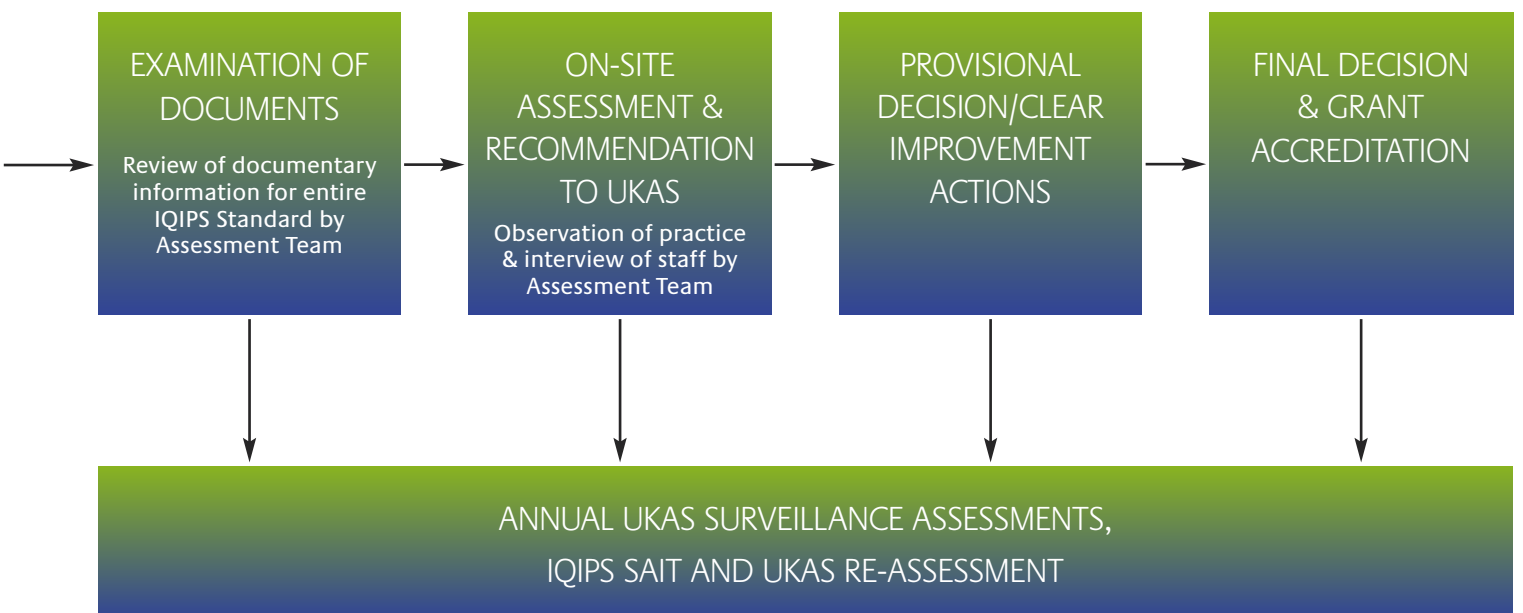 EXAMINATION OF
DOCUMENTS
Review of documentary
information for entire
IQIPS Standard by
Assessment Team
ON-SITE
ASSESSMENT &
RECOMMENDATION
TO UKAS
Observation of practice
& interview of staff by
Assessment Team
PROVISIONAL
DECISION/CLEAR
IMPROVEMENT
ACTIONS
FINAL DECISION
& GRANT
ACCREDITATION
ANNUAL UKAS SURVEILLANCE ASSESSMENTS,
IQIPS SAIT AND UKAS RE-ASSESSMENT